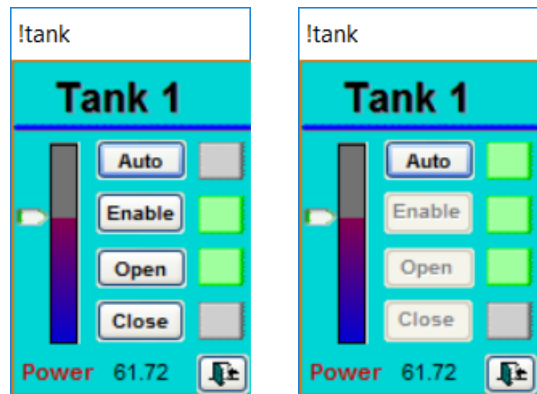 !tank
Tank 1
Auto
Enable
Open
Close
Power 61.72
!tank
Tank 1
Auto
Enable
Open
Close
Power 61.72